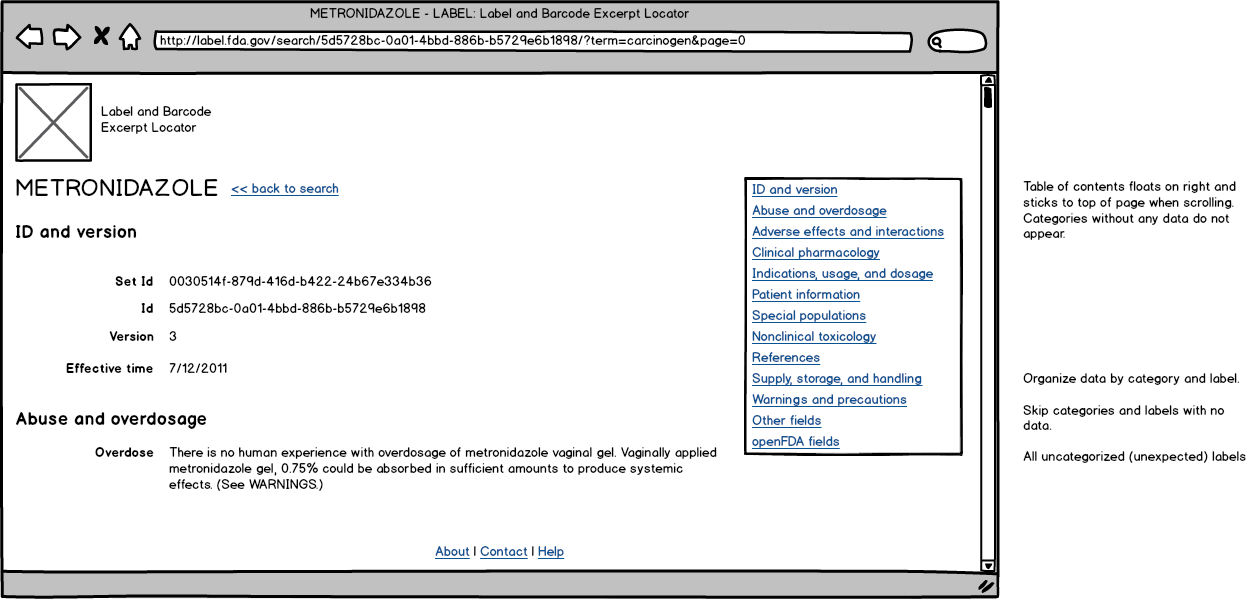 METRONIDAZOLE - LABEL: Label and Barcode Excerpt Locator
http://label.fda.gov/search/5d5728bc-0a01-4bbd-886b-b5729e6b1898/?term=carcinogen&page=0
Label and Barcode
Excerpt Locator
METRONIDAZOLE << back to search
ID and version
Set Id 0030514f-879d-416d-b422-24b67e334b36
Id 5d5728bc-0a01-4bbd-886b-b5729e6b1898
Version 3
Effective time 7/12/2011
Abuse and overdosage
Overdose There is no human experience with overdosage of metronidazole vaginal gel. Vaginally applied
metronidazole gel, 0.75% could be absorbed in sufficient amounts to produce systemic
effects. (See WARNINGS.)
ID and version
Abuse and overdosage
Adverse effects and interactions
Clinical pharmacology
Indications, usage, and dosage
Patient information
Special populations
Nonclinical toxicology
References
Supply, storage, and handling
Warnings and precautions
Other fields
openFDA fields
About | Contact | Help
Table of contents floats on right and
sticks to top of page when scrolling.
Categories without any data do not
appear.
Organize data by category and label.
Skip categories and labels with no
data.
All uncategorized (unexpected) labels